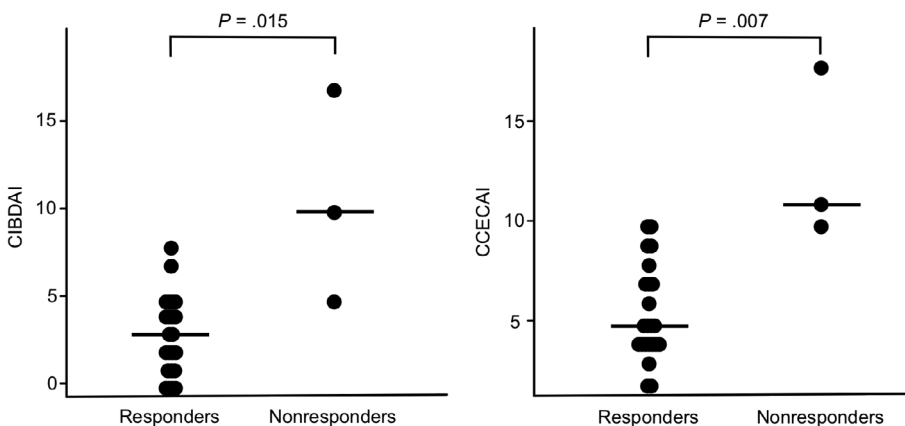 P = .015
CIBDAI
15
10
5
0
Responders
Nonresponders
P = .007
CCECAI
15
10
5
Responders
Nonresponders